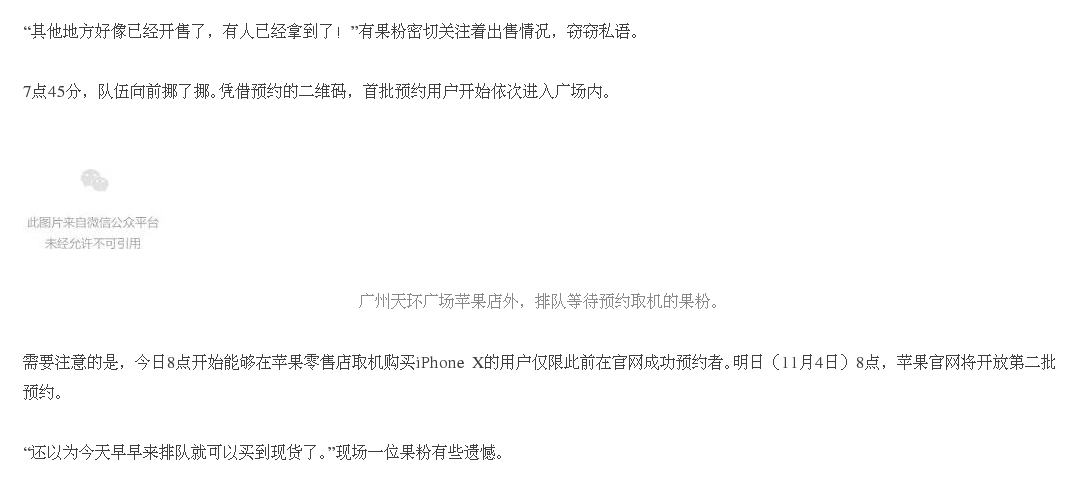 “其他地方好像已经开售了，有人已经拿到了！”有果粉密切关注着出售情况，窃窃私语。
7点45分，队伍向前挪了挪。凭借预约的二维码，首批预约用户开始依次进入广场内。
此图片来自微信公众平台
未经允许不可引用
广州天环广场苹果店外，排队等待预约取机的果粉。
需要注意的是，今日8点开始能够在苹果零售店取机购买iPhone X的用户仅限此前在官网成功预约者。明日（11月4日）8点，苹果官网将开放第二批
预约。
“还以为今天早早来排队就可以买到现货了。”现场一位果粉有些遗憾。